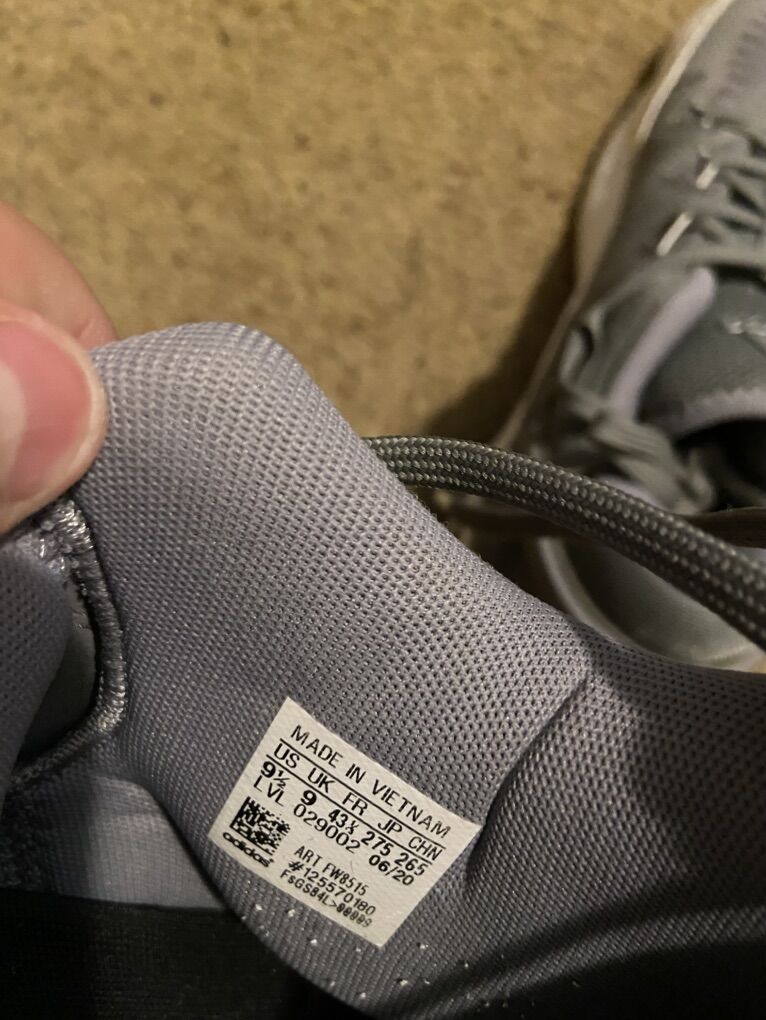 MADE IN VIETNAM
US UK FR JP CHN
9½ 9 43⅓ 275 265
LVL 029002 06/20
ART FW8515
#125570180
adidas